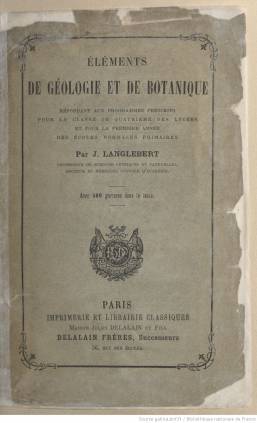 ÉLÉMENTS
DE GÉOLOGIE ET DE BOTANIQUE
RÉPONDANT AUX PROGRAMMES PRESCRITS
POUR LA CLASSE DE QUATRIÈME DES LYCÉES
ET POUR LA PREMIÈRE ANNÉE
DES ÉCOLES NORMALES PRIMAIRES
Par J. LANGLEBERT
PROFESSEUR DE SCIENCES PHYSIQUES ET NATURELLES,
DOCTEUR EN MÉDECINE, OFFICIER D'ACADÉMIE.
Avec gravures dans le texte.
PARIS
IMPRIMERIE ET LIBRAIRIE CLASSIQUES
Maison Jules DELALAIN et Fils
DELALAIN FRÈRES, Successeurs
56, RUE DES ÉCOLES.
Source gallica.bnf.fr / Bibliothèque nationale de France